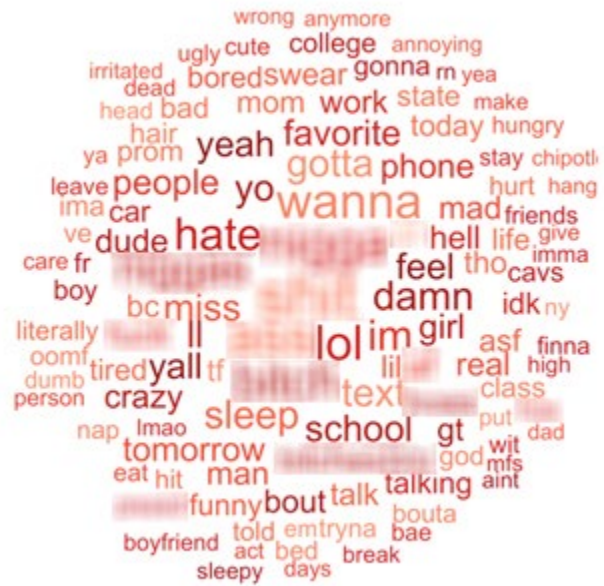 wrong anymore
ugly cute college annoying
irritated bored swear gonna rn yea
dead
head bad mom work state make
hair yeah favorite today hungry
ya prom gotta phone stay chipotl
leave people yo wanna hurt hang
ima car mad friends
ve dude hate hell life give
care fr feel tho imma
boy damn cavs
bc miss idk ny
literally ll lol im girl asf finna
oomf tired yall tf lil real high
dumb
person crazy text class
sleep put
nap lmao school gt dad
tomorrow god wit
eat hit man talking mfs
aint
funny bout talk bouta
told em tryna bae
boyfriend act bed break
sleepy days